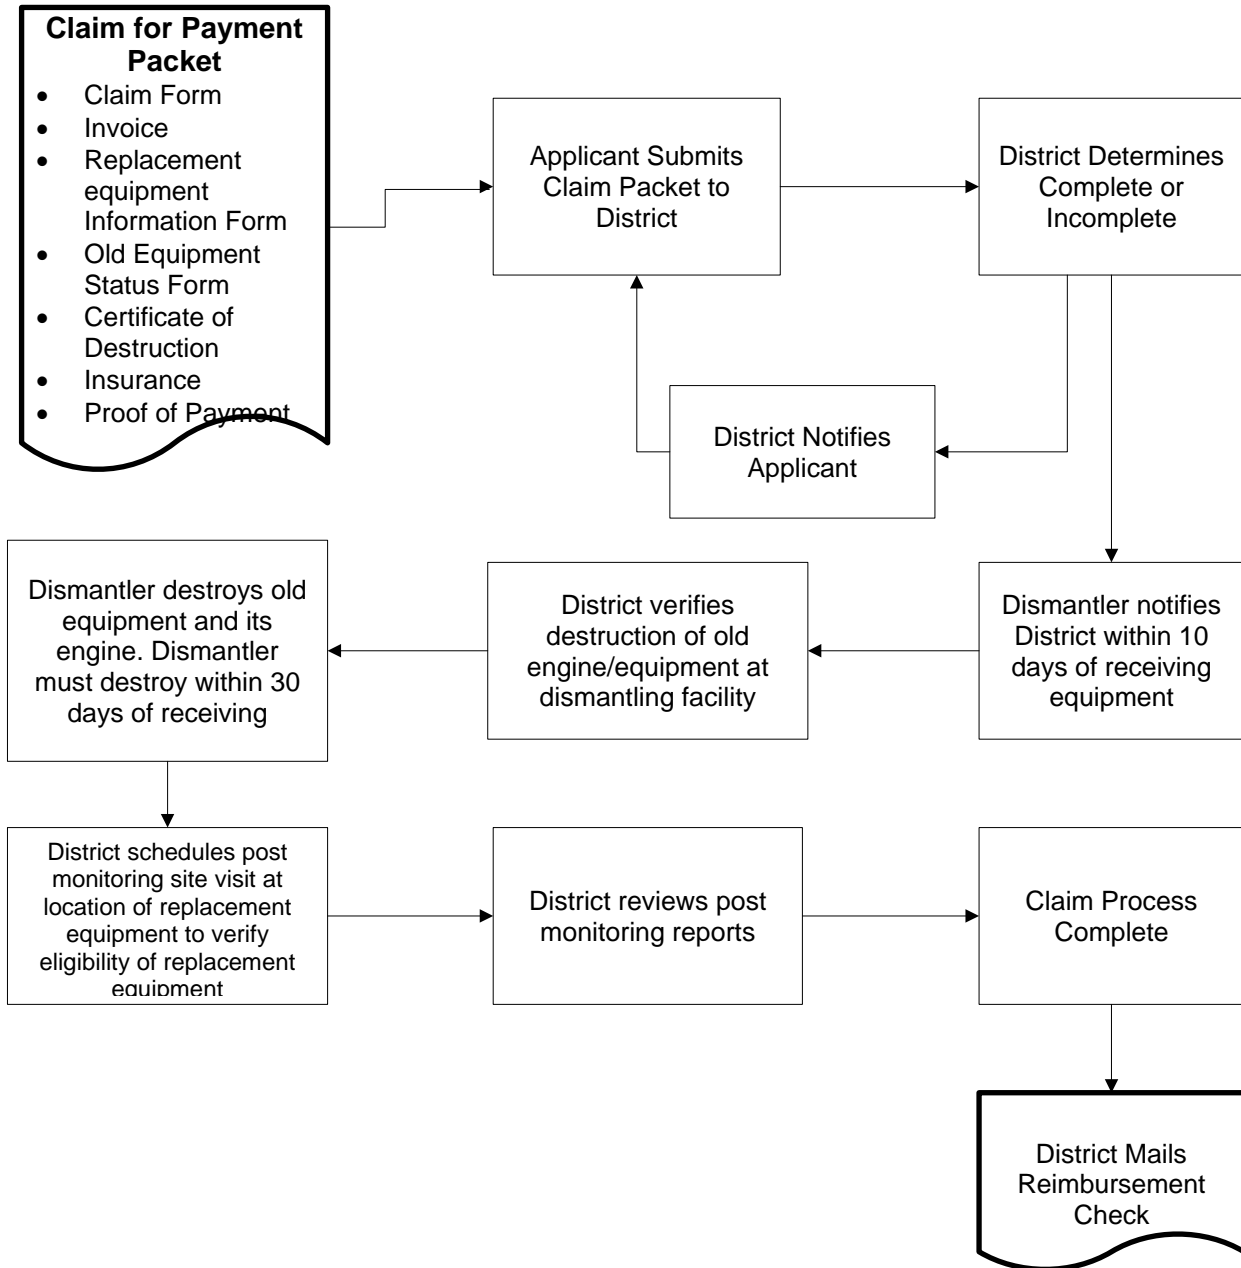 Claim for Payment
Packet
• Claim Form
• Invoice
• Replacement
equipment
Information Form
• Old Equipment
Status Form
• Certificate of
Destruction
• Insurance
• Proof of Payment
Applicant Submits
Claim Packet to
District
District Determines
Complete or
Incomplete
District Notifies
Applicant
Dismantler destroys old
equipment and its
engine. Dismantler
must destroy within 30
days of receiving
District verifies
destruction of old
engine/equipment at
dismantling facility
Dismantler notifies
District within 10
days of receiving
equipment
District schedules post
monitoring site visit at
location of replacement
equipment to verify
eligibility of replacement
equipment
District reviews post
monitoring reports
Claim Process
Complete
District Mails
Reimbursement
Check